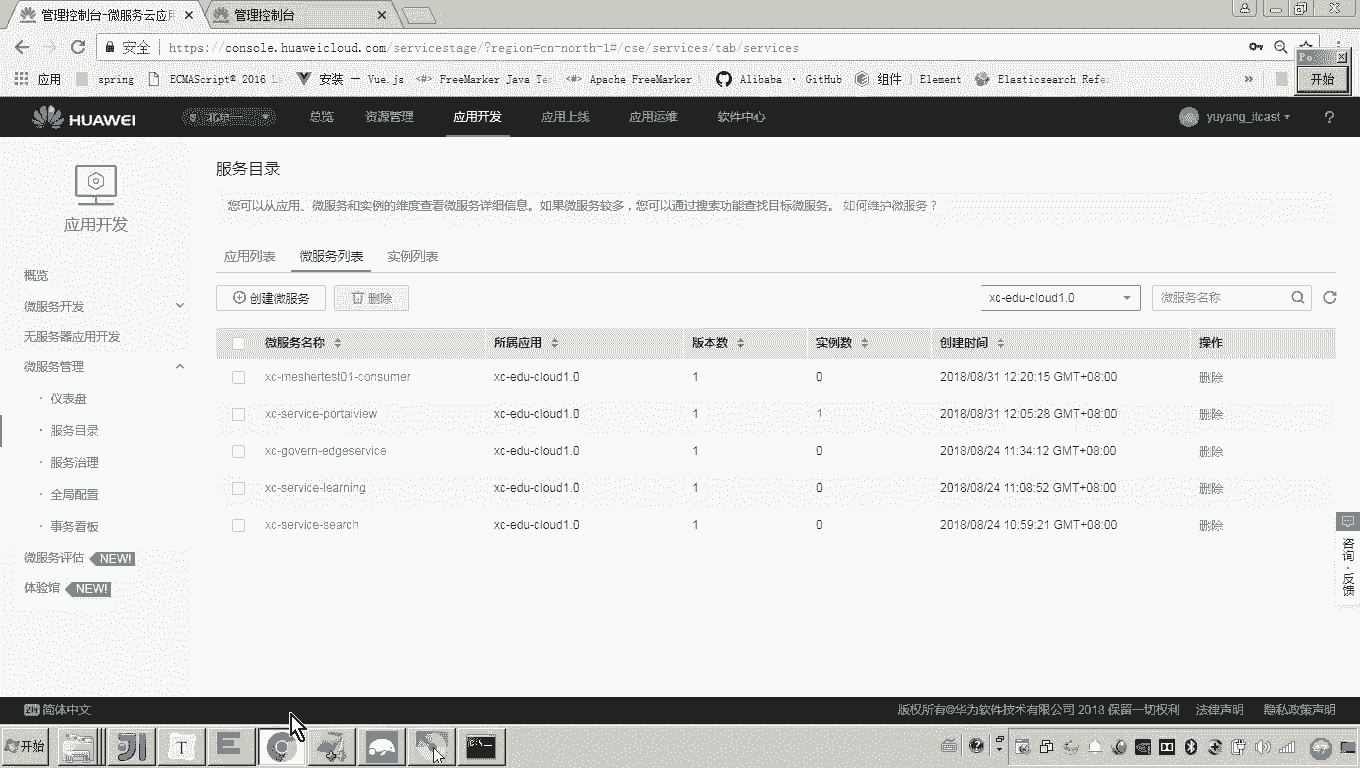 管理控制台-微服务云应用
管理控制台
安全
https://console.huaweicloud.com/servicestage/?region=cn-north-1#/cse/services/tab/services
应用
spring
ECMAScript® 2016
安装 — Vue.js
FreeMarker Java Te
Apache FreeMarker
Alibaba · GitHub
组件 | Element
Elasticsearch Refe
»
开始
HUAWEI
总览
资源管理
应用开发
应用上线
应用运维
软件中心
yuyang_itcast
?
应用开发
概览
微服务开发
无服务器应用开发
微服务管理
· 仪表盘
· 服务目录
· 服务治理
· 全局配置
· 事务看板
微服务评估 NEW!
体验馆 NEW!
服务目录
您可以从应用、微服务和实例的维度查看微服务详细信息。如果微服务较多，您可以通过搜索功能查找目标微服务。 如何维护微服务？
应用列表
微服务列表
实例列表
创建微服务
删除
xc-edu-cloud1.0
微服务名称
微服务名称 所属应用 版本数 实例数 创建时间 操作
xc-meshertest01-consumer xc-edu-cloud1.0 1 0 2018/08/31 12:20:15 GMT+08:00 删除
xc-service-portalview xc-edu-cloud1.0 1 1 2018/08/31 12:05:28 GMT+08:00 删除
xc-govern-edgeservice xc-edu-cloud1.0 1 0 2018/08/24 11:34:12 GMT+08:00 删除
xc-service-learning xc-edu-cloud1.0 1 0 2018/08/24 11:08:52 GMT+08:00 删除
xc-service-search xc-edu-cloud1.0 1 0 2018/08/24 10:59:21 GMT+08:00 删除
咨询·反馈
简体中文
版权所有©华为软件技术有限公司 2018 保留一切权利
法律声明
隐私政策声明
开始